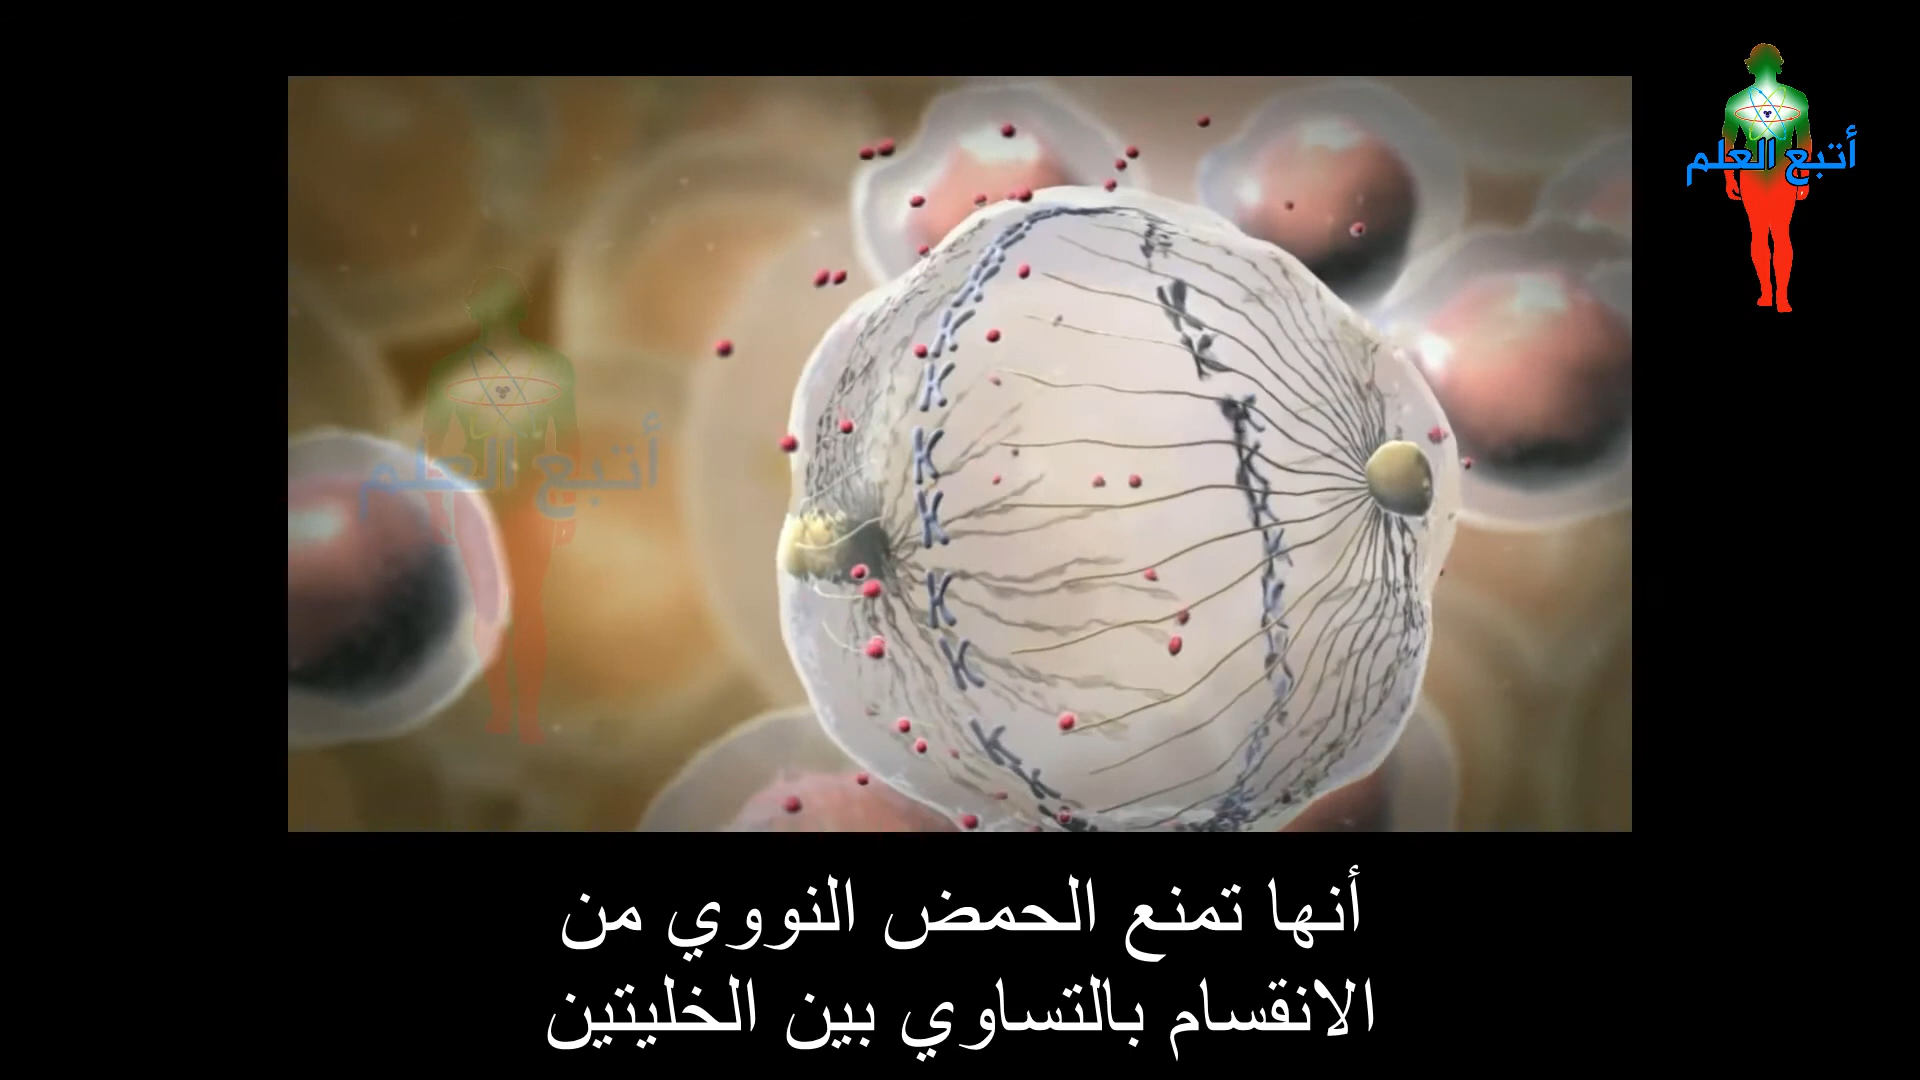 أتبع العلم
أتبع العلم
أنها تمنع الحمض النووي من
الانقسام بالتساوي بين الخليتين